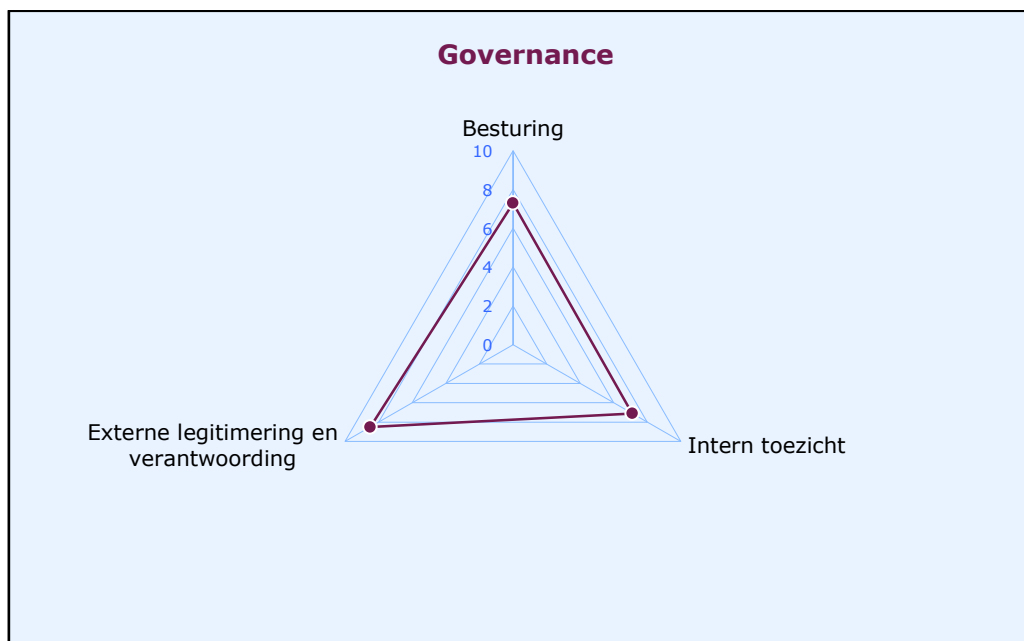 Governance
Besturing
10
8
6
4
2
0
Externe legitimering en
verantwoording
Intern toezicht